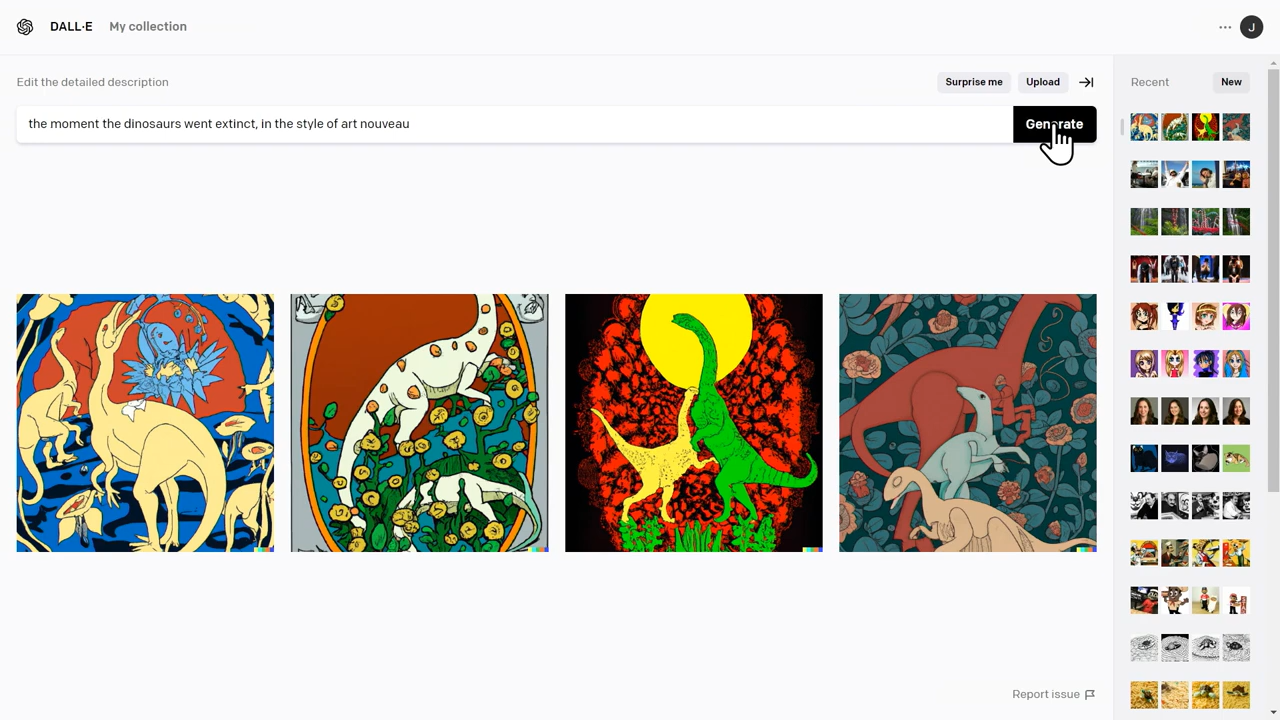 DALL·E My collection
··· J
Edit the detailed description
Surprise me Upload
Recent New
the moment the dinosaurs went extinct, in the style of art nouveau Generate
Report issue